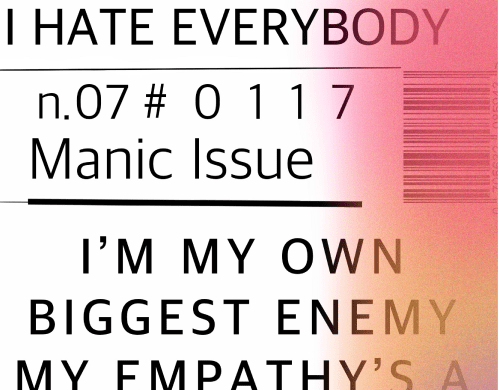 I HATE EVERYBODY
n.07 # 0 1 1 7
Manic Issue
I’M MY OWN
BIGGEST ENEMY
MY EMPATHY’S A